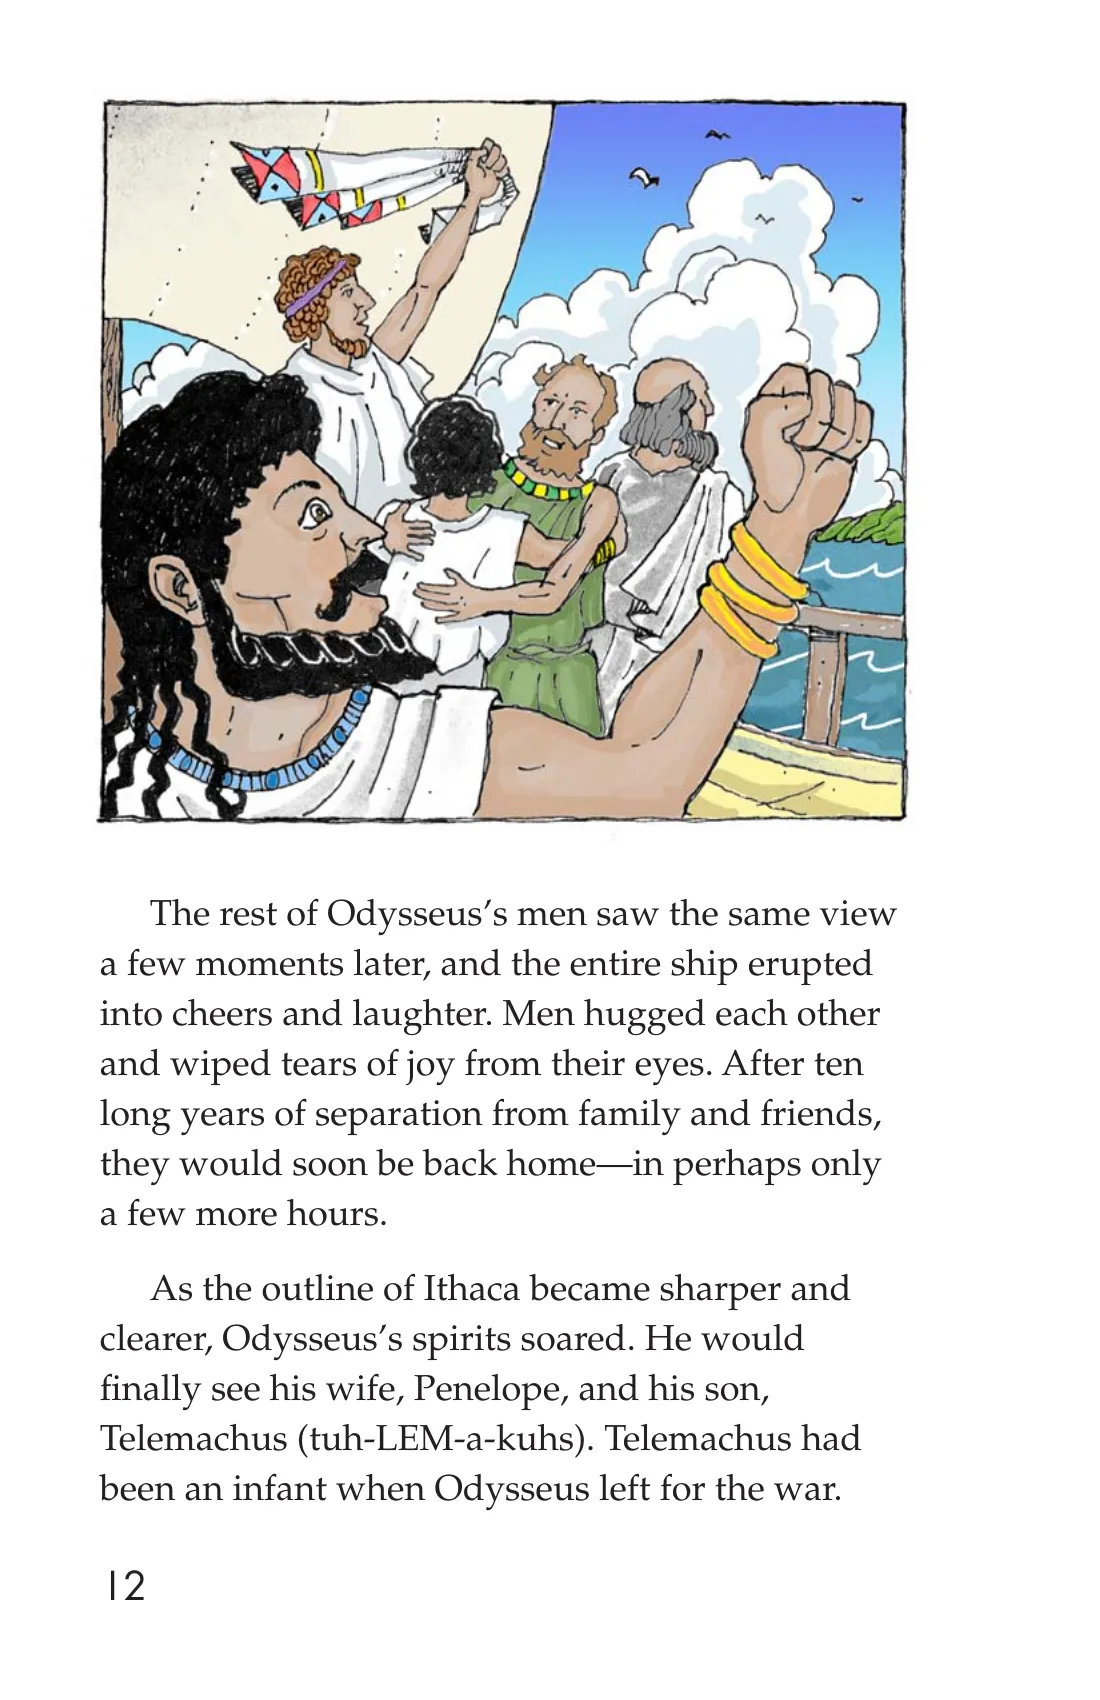 The rest of Odysseus’s men saw the same view
a few moments later, and the entire ship erupted
into cheers and laughter. Men hugged each other
and wiped tears of joy from their eyes. After ten
long years of separation from family and friends,
they would soon be back home—in perhaps only
a few more hours.
As the outline of Ithaca became sharper and
clearer, Odysseus’s spirits soared. He would
finally see his wife, Penelope, and his son,
Telemachus (tuh-LEM-a-kuhs). Telemachus had
been an infant when Odysseus left for the war.
12